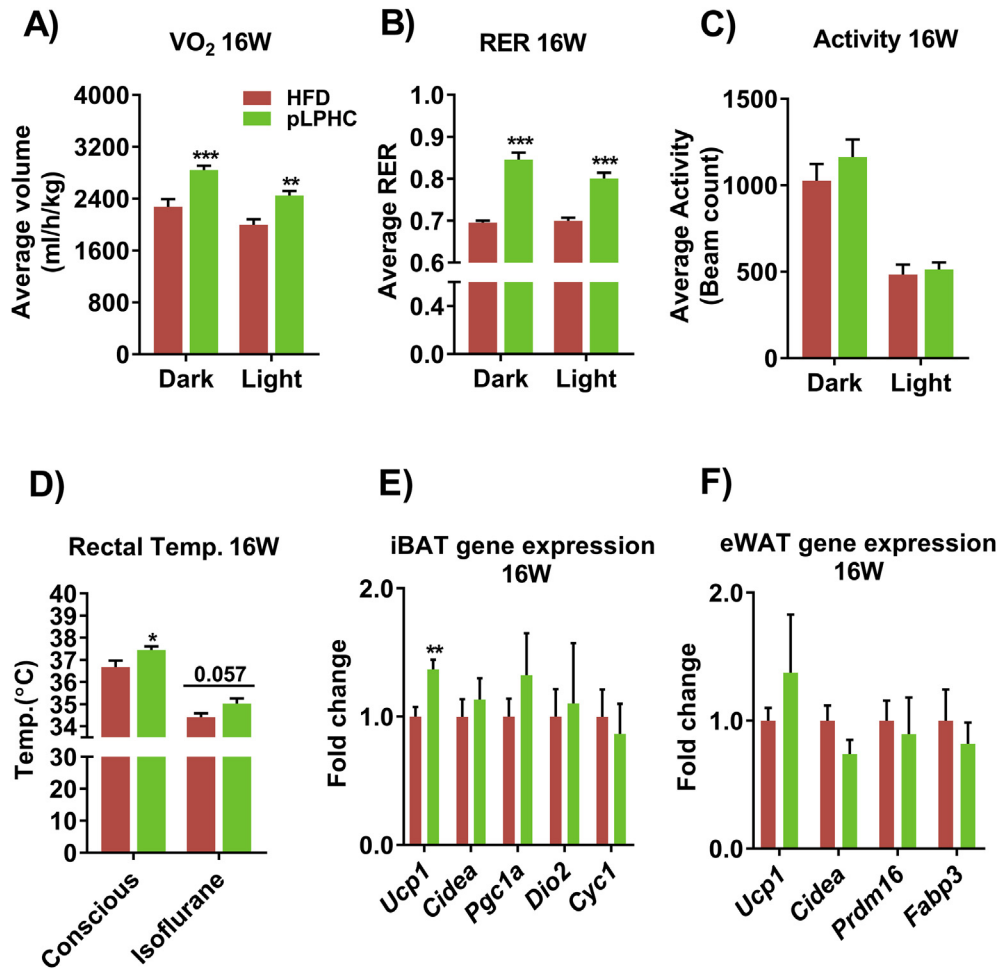 A)
VO2 16W
Average volume
(ml/h/kg)
4000
3200
2400
1600
800
0
HFD
pLPHC
***
**
Dark Light
B)
RER 16W
Average RER
1.0
0.9
0.8
0.7
0.6
0.4
0.2
0.0
***
***
Dark Light
C)
Activity 16W
Average Activity
(Beam count)
1500
1000
500
0
Dark Light
D)
Rectal Temp. 16W
Temp.(°C)
40
39
38
37
36
35
34
30
20
10
0
*
0.057
Conscious
Isoflurane
E)
iBAT gene expression
16W
Fold change
2.0
1.0
0.0
**
Ucp1
Cidea
Pgc1a
Dio2
Cyc1
F)
eWAT gene expression
16W
Fold change
2.0
1.0
0.0
Ucp1
Cidea
Prdm16
Fabp3